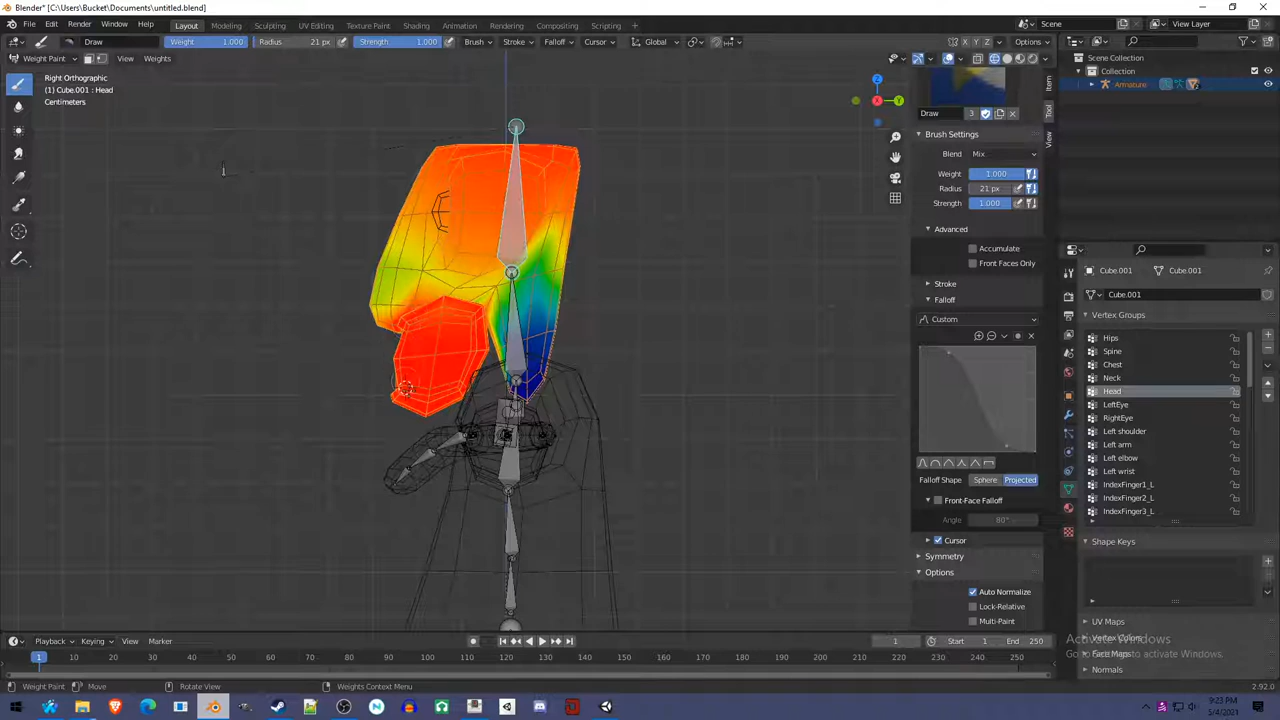 Blender* [C:\Users\Bucket\Documents\untitled.blend]
File Edit Render Window Help Layout Modeling Sculpting UV Editing Texture Paint Shading Animation Rendering Compositing Scripting Scene View Layer
Draw Weight 1.000 Radius 21 px Strength 1.000 Brush Stroke Falloff Cursor Global X Y Z Options
Weight Paint View Weights
Right Orthographic
(1) Cube.001 : Head
Centimeters
Z
X
Y
Item
Tool
View
Draw 3
Brush Settings
Blend Mix
Weight 1.000
Radius 21 px
Strength 1.000
Advanced
Accumulate
Front Faces Only
Stroke
Falloff
Custom
Falloff Shape Sphere Projected
Front-Face Falloff
Angle 80°
Cursor
Symmetry
Options
Auto Normalize
Lock-Relative
Multi-Paint
Scene Collection
Collection
Armature
Cube.001 Cube.001
Cube.001
Vertex Groups
Hips
Spine
Chest
Neck
Head
LeftEye
RightEye
Left shoulder
Left arm
Left elbow
Left wrist
IndexFinger1_L
IndexFinger2_L
IndexFinger3_L
Shape Keys
UV Maps
Vertex Colors
Face Maps
Normals
Activate Windows
Go to Settings to activate Windows.
Playback Keying View Marker 1 Start 1 End 250
1 10 20 30 40 50 60 70 80 90 100 110 120 130 140 150 160 170 180 190 200 210 220 230 240 250
Weight Paint Move Rotate View Weights Context Menu 2.92.0
9:23 PM
5/4/2021